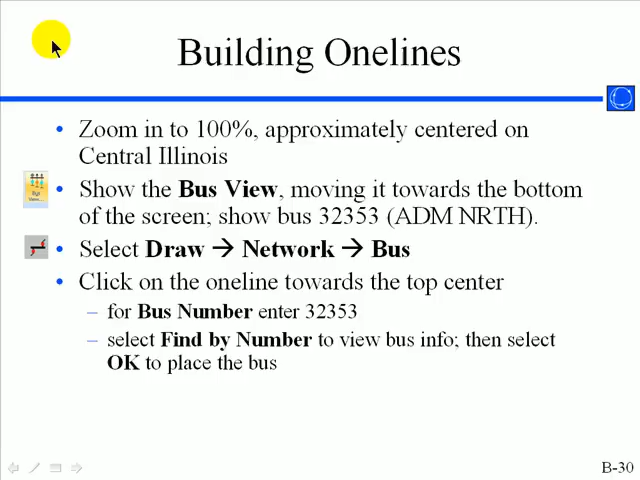 Building Onelines
• Zoom in to 100%, approximately centered on
Central Illinois
• Show the Bus View, moving it towards the bottom
of the screen; show bus 32353 (ADM NRTH).
• Select Draw → Network → Bus
• Click on the oneline towards the top center
– for Bus Number enter 32353
– select Find by Number to view bus info; then select
OK to place the bus
B-30